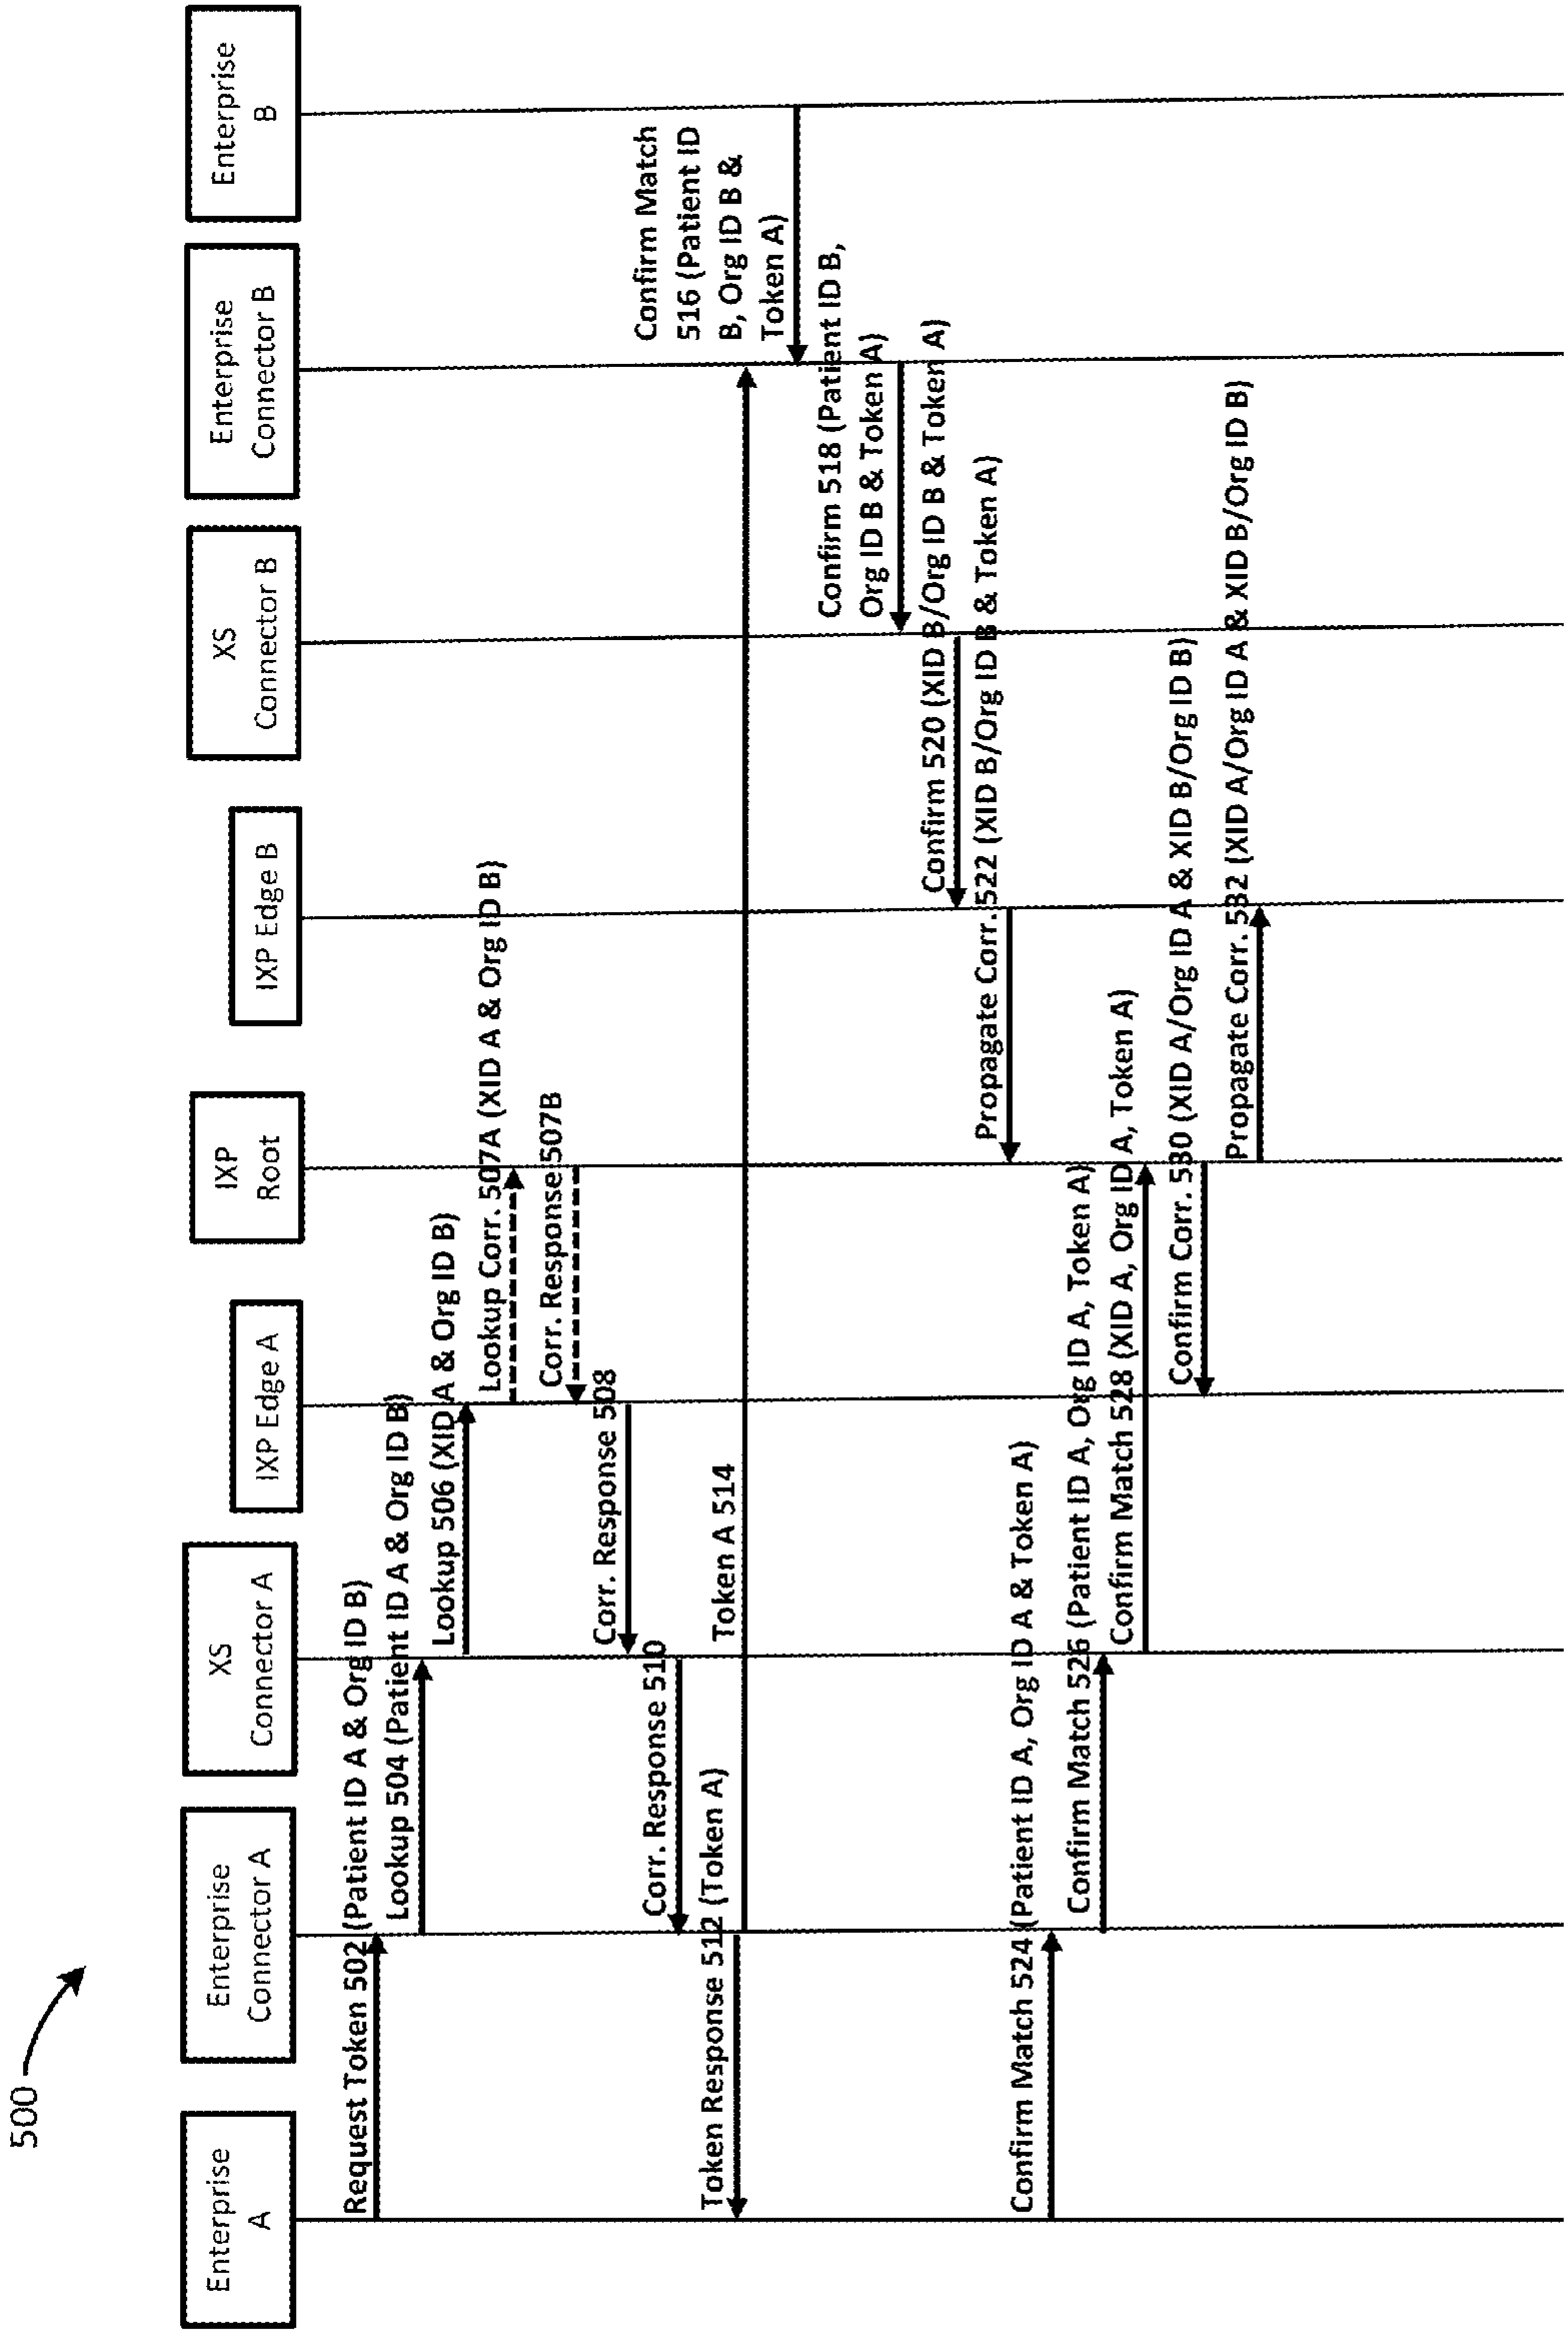 500
Enterprise
A
Enterprise
Connector A
XS
Connector A
IXP Edge A
IXP
Root
IXP Edge B
XS
Connector B
Enterprise
Connector B
Enterprise
B
Request Token 502 (Patient ID A & Org ID B)
Lookup 504 (Patient ID A & Org ID B)
Lookup 506 (XID A & Org ID B)
Lookup Corr. 507A (XID A & Org ID B)
Corr. Response 507B
Corr. Response 508
Corr. Response 510
Token Response 512 (Token A)
Token A 514
Confirm Match
516 (Patient ID
B, Org ID B &
Token A)
Confirm 518 (Patient ID B,
Org ID B & Token A)
Confirm 520 (XID B/Org ID B & Token A)
Propagate Corr. 522 (XID B/Org ID B & Token A)
Confirm Match 524 (Patient ID A, Org ID A & Token A)
Confirm Match 526 (Patient ID A, Org ID A, Token A)
Confirm Match 528 (XID A, Org ID A, Token A)
Confirm Corr. 530 (XID A/Org ID A & XID B/Org ID B)
Propagate Corr. 532 (XID A/Org ID A & XID B/Org ID B)